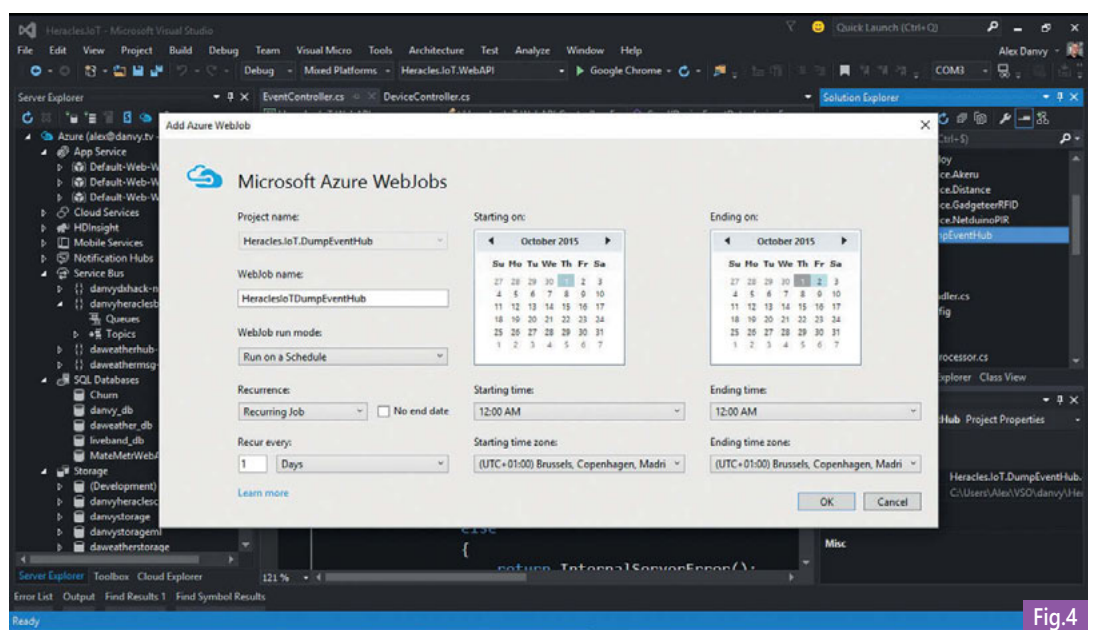 Heracles.IoT - Microsoft Visual Studio
Quick Launch (Ctrl+Q)
File Edit View Project Build Debug Team Visual Micro Tools Architecture Test Analyze Window Help
Alex Danvy
Debug Mixed Platforms Heracles.IoT.WebAPI Google Chrome COM3
Server Explorer
EventController.cs DeviceController.cs
Solution Explorer
Add Azure WebJob
Azure (alex@danvy.tv -
App Service
Default-Web-W
Default-Web-W
Default-Web-W
Cloud Services
HDInsight
Mobile Services
Notification Hubs
Service Bus
danvydxhack-n
danvyheraclesb
Queues
Topics
daweatherhub-
daweathermsg-
SQL Databases
Churn
danvy_db
daweather_db
liveband_db
MateMetrWebA
Storage
(Development)
danvyheraclesc
danvystorage
danvystorageml
daweatherstorage
Server Explorer Toolbox Cloud Explorer
Microsoft Azure WebJobs
Project name:
Heracles.IoT.DumpEventHub
WebJob name:
HeraclesIoTDumpEventHub
WebJob run mode:
Run on a Schedule
Recurrence:
Recurring Job No end date
Recur every:
1 Days
Learn more
Starting on:
October 2015
Su Mo Tu We Th Fr Sa
27 28 29 30 1 2 3
4 5 6 7 8 9 10
11 12 13 14 15 16 17
18 19 20 21 22 23 24
25 26 27 28 29 30 31
1 2 3 4 5 6 7
Starting time:
12:00 AM
Starting time zone:
(UTC+01:00) Brussels, Copenhagen, Madri
Ending on:
October 2015
Su Mo Tu We Th Fr Sa
27 28 29 30 1 2 3
4 5 6 7 8 9 10
11 12 13 14 15 16 17
18 19 20 21 22 23 24
25 26 27 28 29 30 31
1 2 3 4 5 6 7
Ending time:
12:00 AM
Ending time zone:
(UTC+01:00) Brussels, Copenhagen, Madri
OK Cancel
Ctrl+S)
loy
ce.Akeru
ce.Distance
ce.GadgeteerRFID
ce.NetduinoPIR
npEventHub
dler.cs
fig
rocessor.cs
xplorer Class View
tHub Project Properties
Heracles.IoT.DumpEventHub.
C:\Users\Alex\VSO\danvy\He
Misc
else
{
return InternalServerError();
121 %
Error List Output Find Results 1 Find Symbol Results
Ready
Fig.4